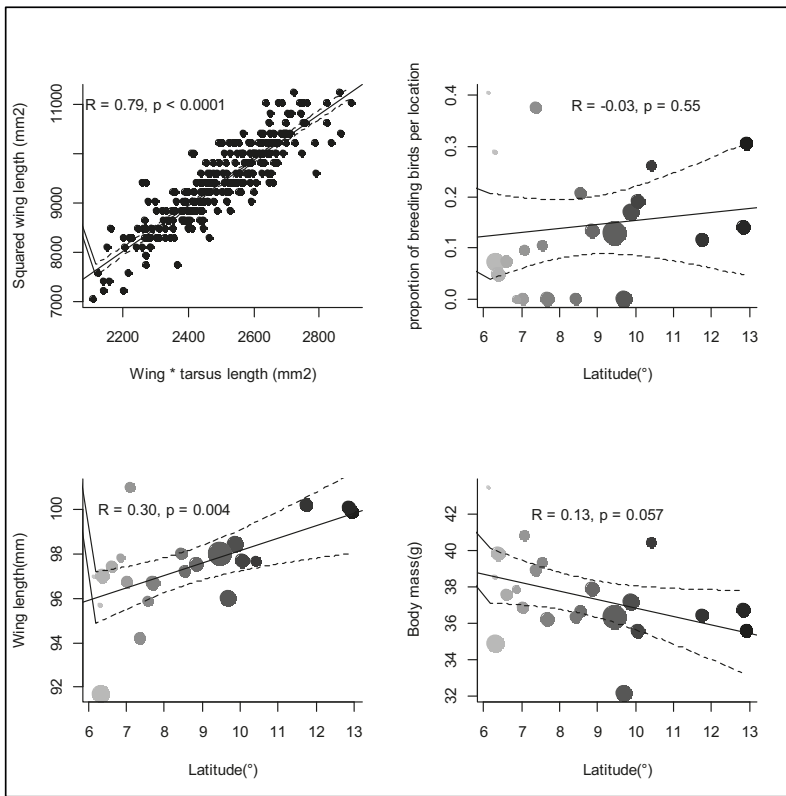 R = 0.79, p < 0.0001
Squared wing length (mm2)
7000 8000 9000 11000
2200 2400 2600 2800
Wing * tarsus length (mm2)
R = -0.03, p = 0.55
proportion of breeding birds per location
0.0 0.1 0.2 0.3 0.4
6 7 8 9 10 11 12 13
Latitude(°)
R = 0.30, p = 0.004
Wing length(mm)
92 94 96 98 100
6 7 8 9 10 11 12 13
Latitude(°)
R = 0.13, p = 0.057
Body mass(g)
32 34 36 38 40 42
6 7 8 9 10 11 12 13
Latitude(°)